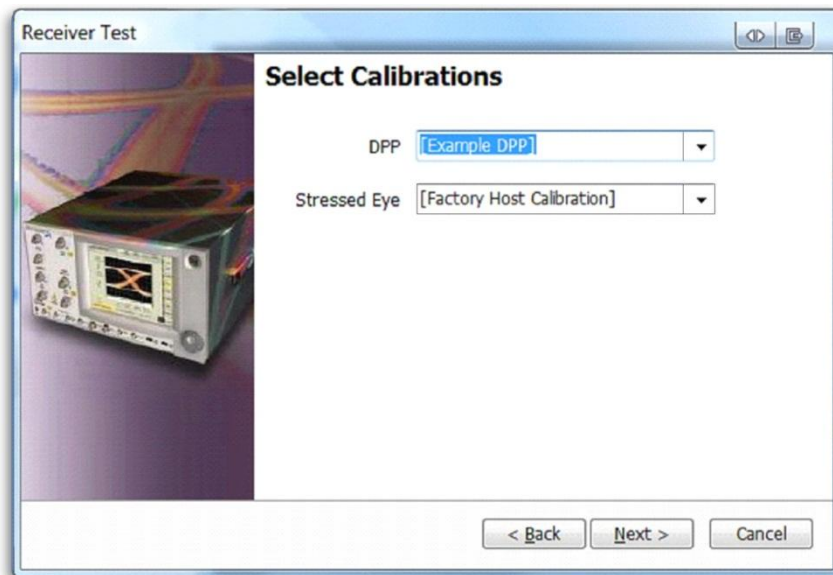 Receiver Test
Select Calibrations
DPP [Example DPP]
Stressed Eye [Factory Host Calibration]
< Back Next > Cancel